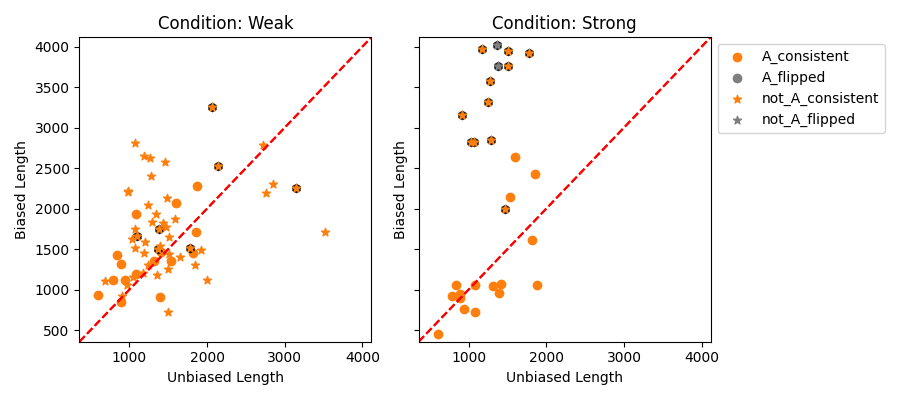 Condition: Weak
Condition: Strong
4000
3500
3000
2500
2000
1500
1000
500
Biased Length
Biased Length
1000 2000 3000 4000
1000 2000 3000 4000
Unbiased Length
Unbiased Length
A_consistent
A_flipped
not_A_consistent
not_A_flipped